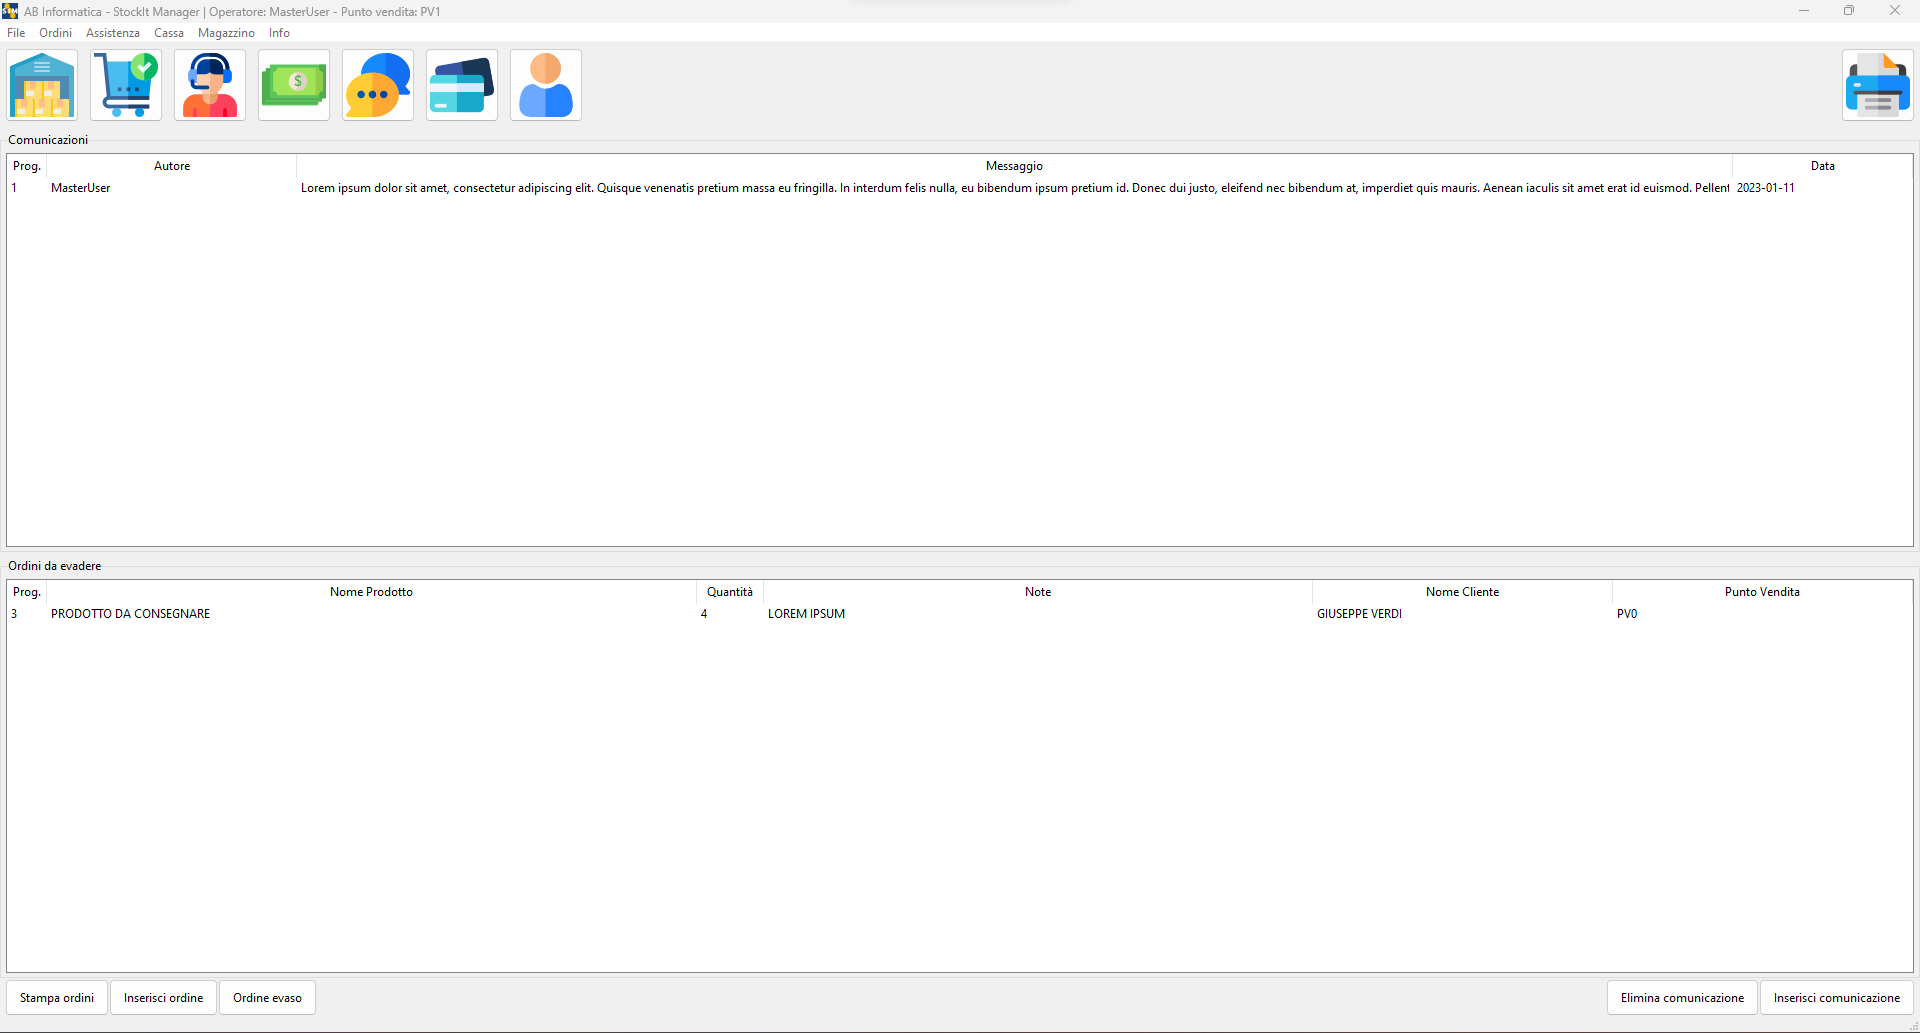 AB Informatica - StockIt Manager | Operatore: MasterUser - Punto vendita: PV1
File Ordini Assistenza Cassa Magazzino Info
Comunicazioni
Prog. Autore Messaggio Data
1 MasterUser Lorem ipsum dolor sit amet, consectetur adipiscing elit. Quisque venenatis pretium massa eu fringilla. In interdum felis nulla, eu bibendum ipsum pretium id. Donec dui justo, eleifend nec bibendum at, imperdiet quis mauris. Aenean iaculis sit amet erat id euismod. Pellent 2023-01-11
Ordini da evadere
Prog. Nome Prodotto Quantità Note Nome Cliente Punto Vendita
3 PRODOTTO DA CONSEGNARE 4 LOREM IPSUM GIUSEPPE VERDI PV0
Stampa ordini Inserisci ordine Ordine evaso Elimina comunicazione Inserisci comunicazione